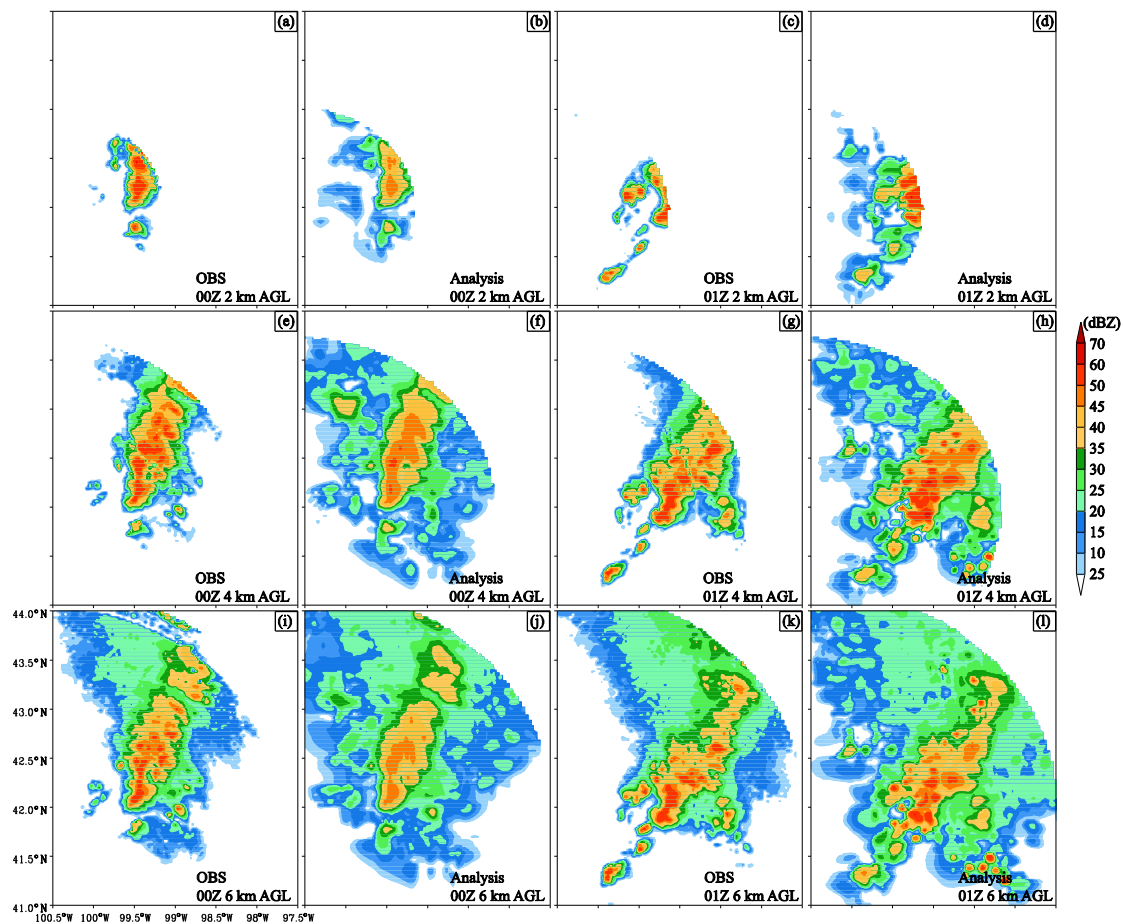 (a) (b) (c) (d)
OBS Analysis OBS Analysis
00Z 2 km AGL 00Z 2 km AGL 01Z 2 km AGL 01Z 2 km AGL
(e) (f) (g) (h)
(dBZ)
70
60
50
45
40
35
30
25
20
15
10
25
OBS Analysis OBS Analysis
00Z 4 km AGL 00Z 4 km AGL 01Z 4 km AGL 01Z 4 km AGL
(i) (j) (k) (l)
44.0°N
43.5°N
43.0°N
42.5°N
42.0°N
41.5°N
41.0°N
OBS Analysis OBS Analysis
00Z 6 km AGL 00Z 6 km AGL 01Z 6 km AGL 01Z 6 km AGL
100.5°W 100°W 99.5°W 99°W 98.5°W 98°W 97.5°W